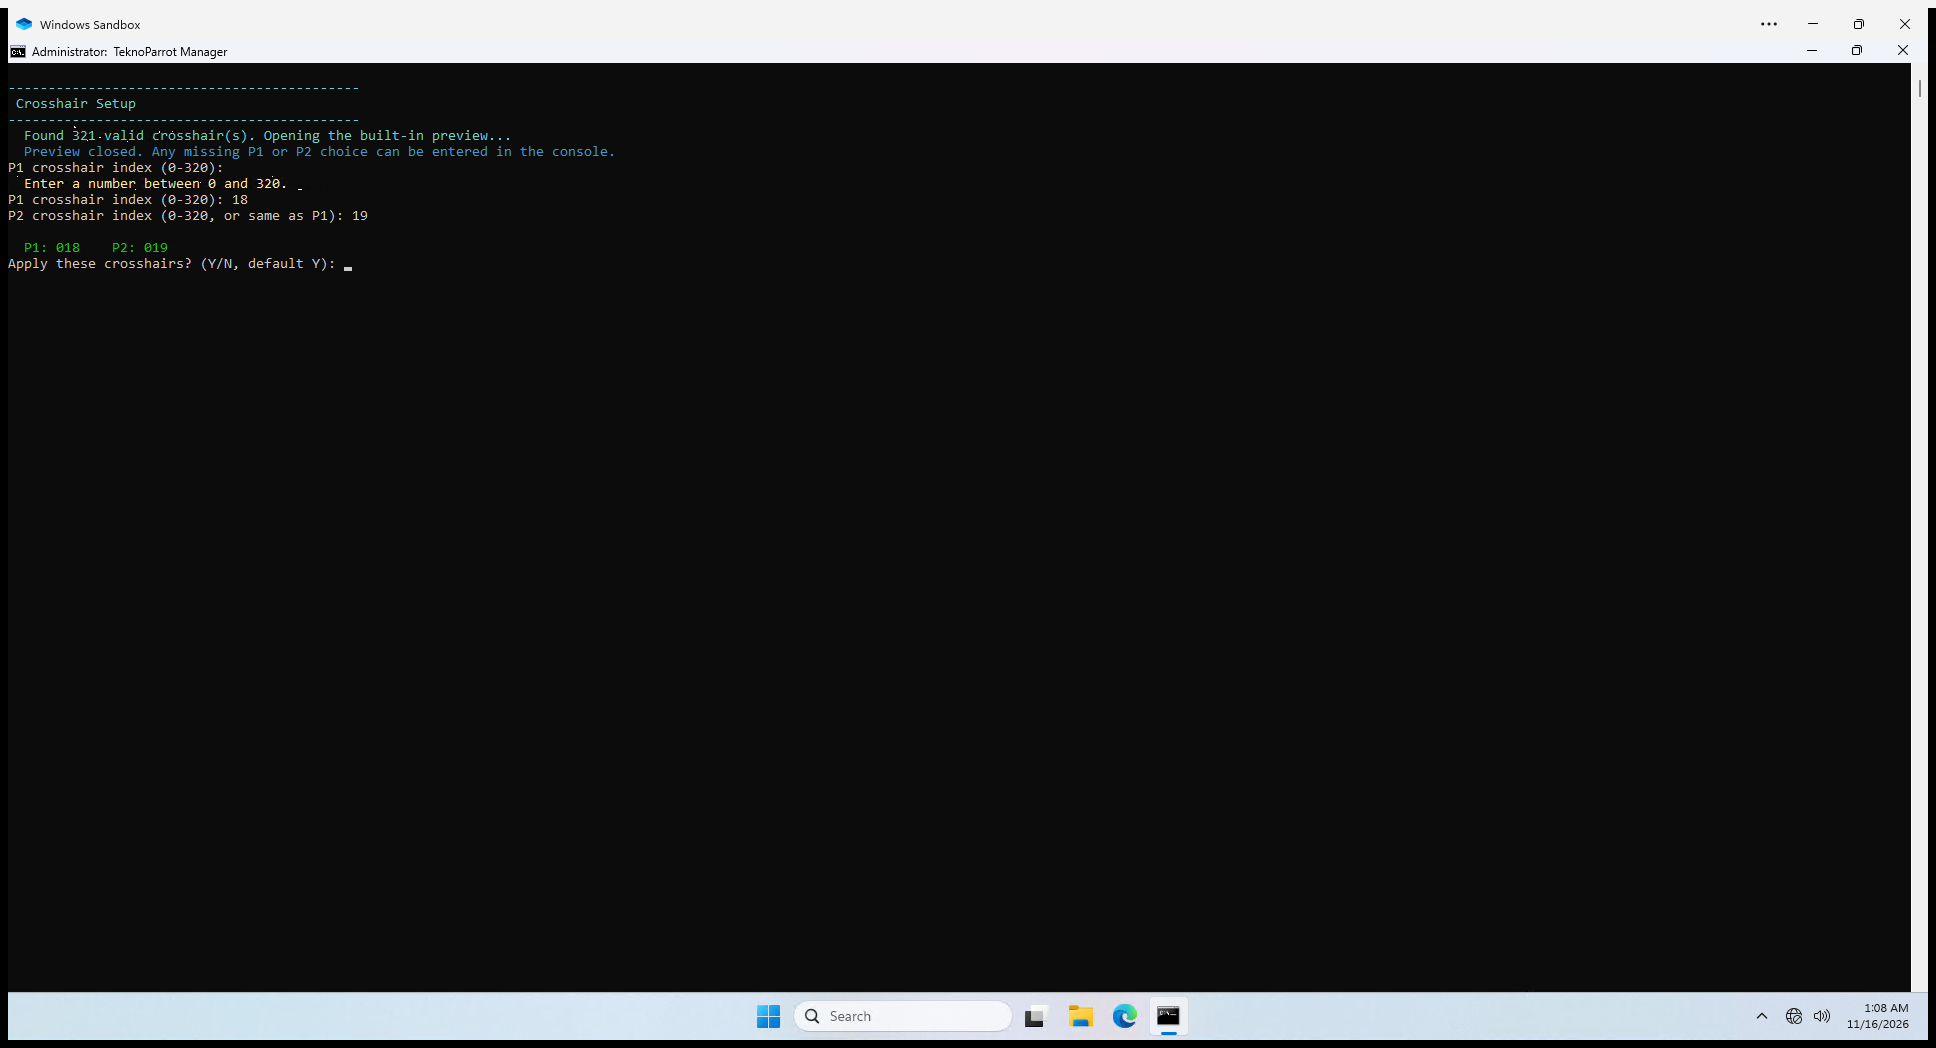 Windows Sandbox
Administrator: TeknoParrot Manager
-------------------------------------------
Crosshair Setup
-------------------------------------------
Found 321 valid crosshair(s). Opening the built-in preview...
Preview closed. Any missing P1 or P2 choice can be entered in the console.
P1 crosshair index (0-320):
Enter a number between 0 and 320.
P1 crosshair index (0-320): 18
P2 crosshair index (0-320, or same as P1): 19
P1: 018    P2: 019
Apply these crosshairs? (Y/N, default Y):
Search
1:08 AM
11/16/2026